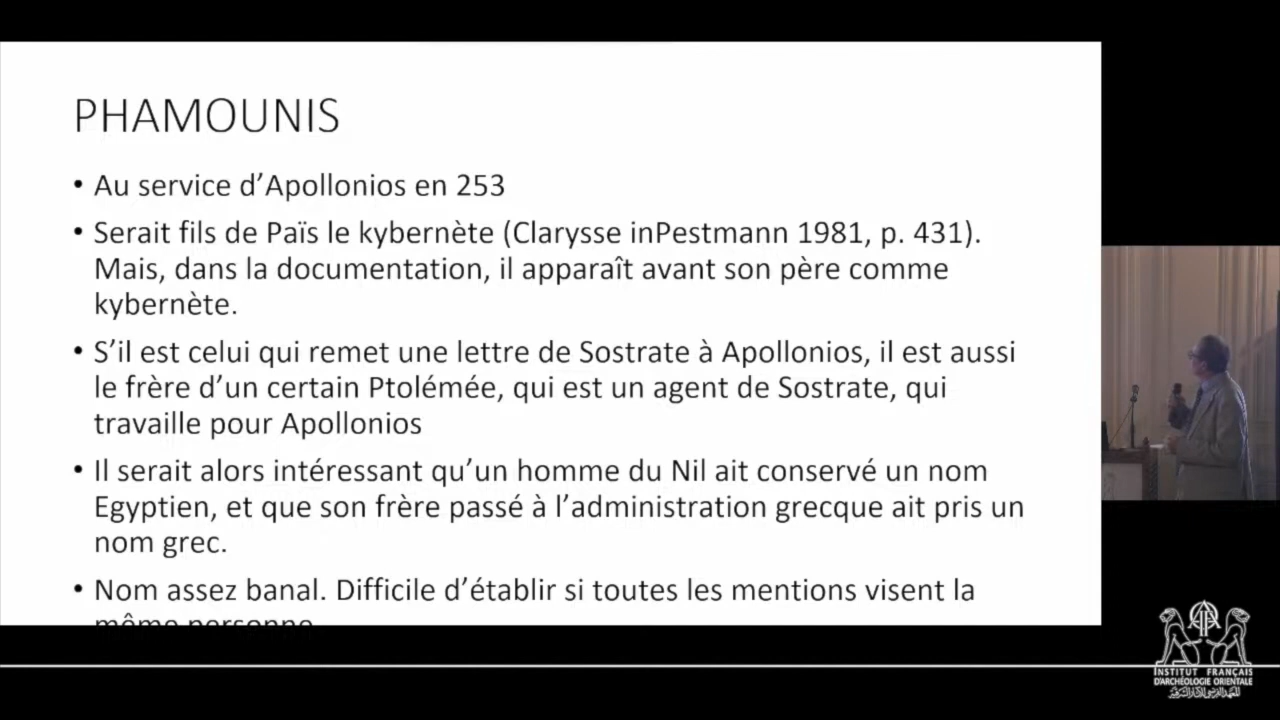 PHAMOUNIS
• Au service d’Apollonios en 253
• Serait fils de Païs le kybernète (Clarysse inPestmann 1981, p. 431).
Mais, dans la documentation, il apparaît avant son père comme
kybernète.
• S’il est celui qui remet une lettre de Sostrate à Apollonios, il est aussi
le frère d’un certain Ptolémée, qui est un agent de Sostrate, qui
travaille pour Apollonios
• Il serait alors intéressant qu’un homme du Nil ait conservé un nom
Egyptien, et que son frère passé à l’administration grecque ait pris un
nom grec.
• Nom assez banal. Difficile d’établir si toutes les mentions visent la
même personne
INSTITUT FRANÇAIS
D'ARCHÉOLOGIE ORIENTALE